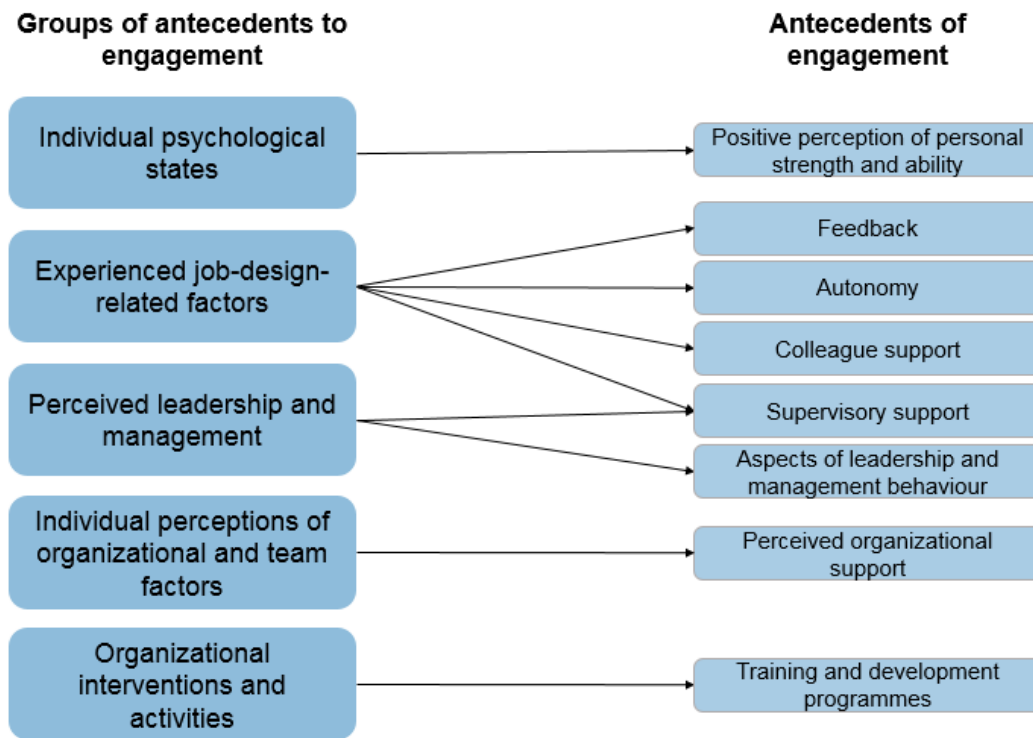 Groups of antecedents to
engagement
Antecedents of
engagement
Individual psychological
states
Positive perception of personal
strength and ability
Experienced job-design-
related factors
Feedback
Autonomy
Colleague support
Perceived leadership and
management
Supervisory support
Aspects of leadership and
management behaviour
Individual perceptions of
organizational and team
factors
Perceived organizational
support
Organizational
interventions and
activities
Training and development
programmes